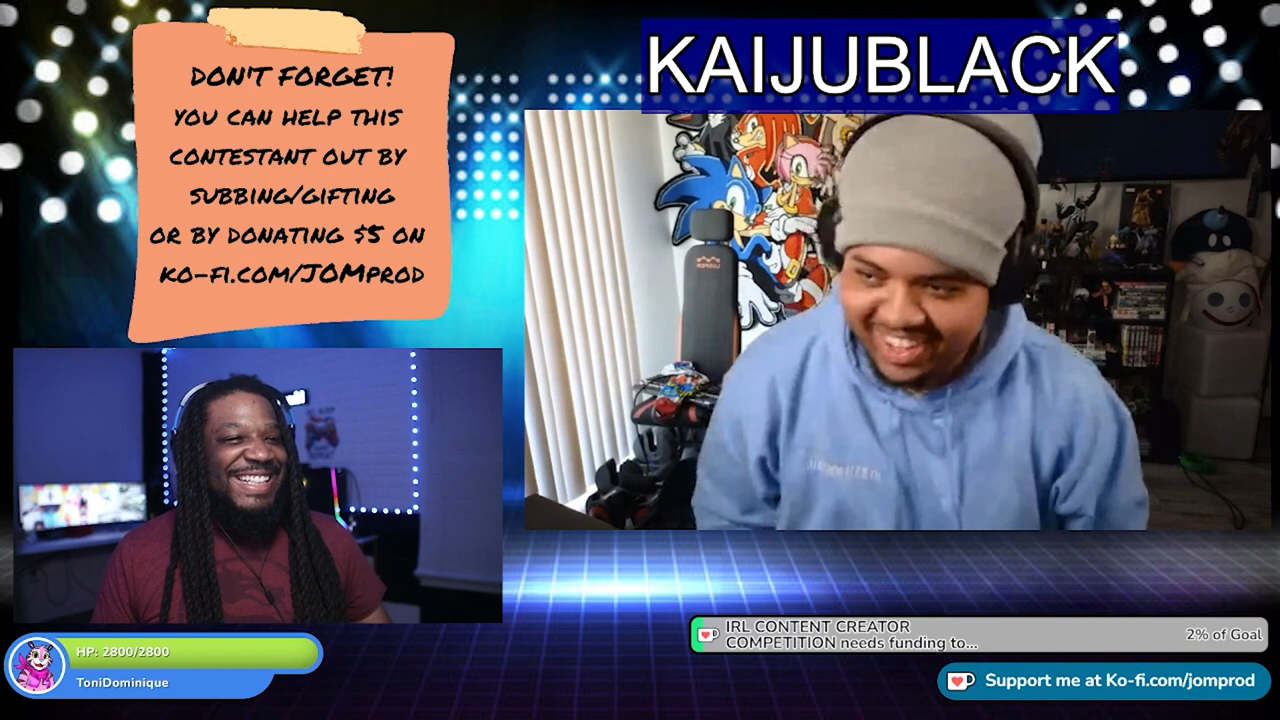 KAIJUBLACK
DON'T FORGET!
YOU CAN HELP THIS
CONTESTANT OUT BY
SUBBING/GIFTING
OR BY DONATING $5 ON
KO-FI.COM/JOMPROD
HP: 2800/2800
ToniDominique
IRL CONTENT CREATOR
COMPETITION needs funding to...
2% of Goal
Support me at Ko-fi.com/jomprod